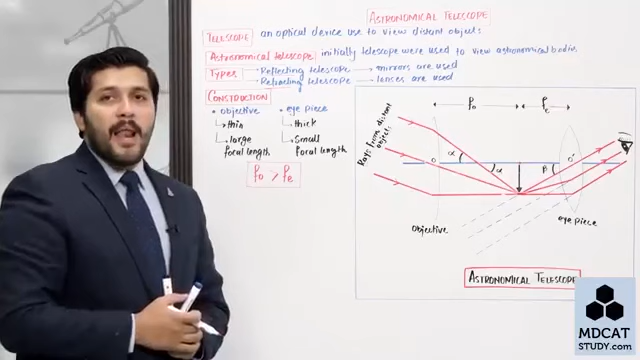 ASTRONOMICAL TELESCOPE
TELESCOPE an optical device use to view distant objects
Astronomical telescope initially telescope were used to view astronomical bodies
TYPES → Reflecting telescope → mirrors are used
→ Refracting telescope → lenses are used
CONSTRUCTION
• objective • eye piece
→ thin → thick
→ large → Small
focal length focal length
fo > fe
fo fe
Rays from distant
object
O α α β O'
objective
eye piece
ASTRONOMICAL TELESCOPE
MDCAT
STUDY.com